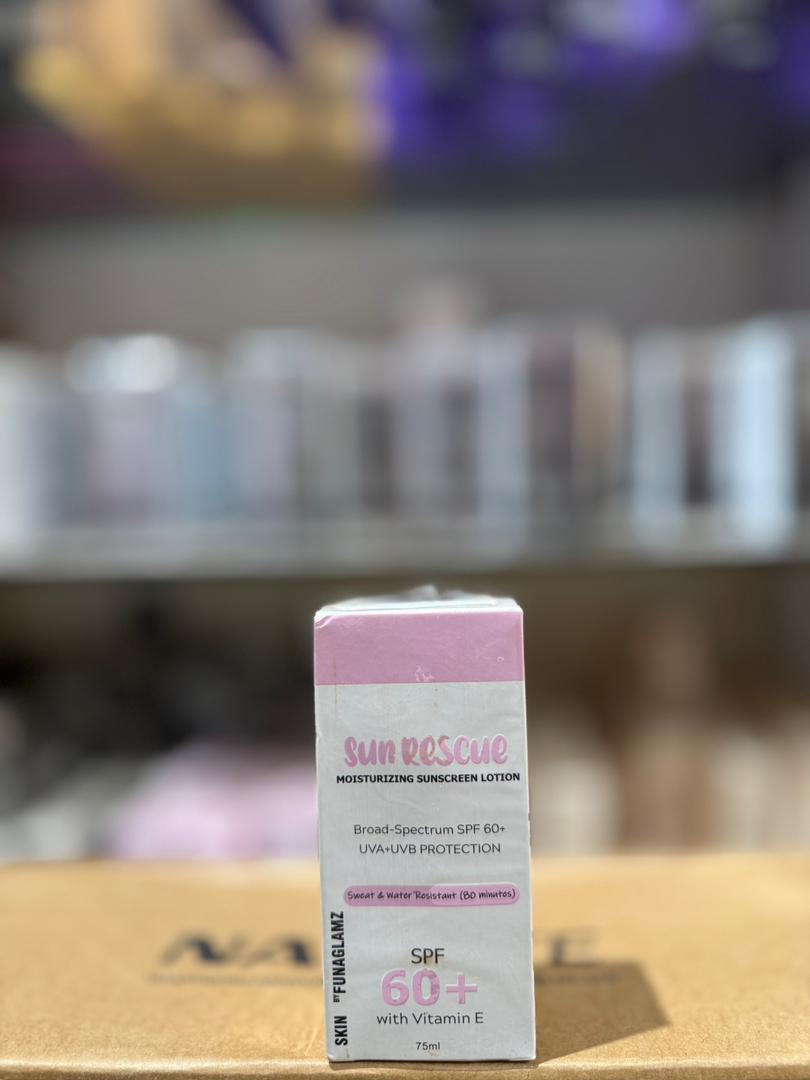 sun RESCUE
MOISTURIZING SUNSCREEN LOTION
Broad-Spectrum SPF 60+
UVA+UVB PROTECTION
Sweat & Water Resistant (80 minutes)
SPF
60+
with Vitamin E
75ml
SKIN BY FUNAGLAMZ